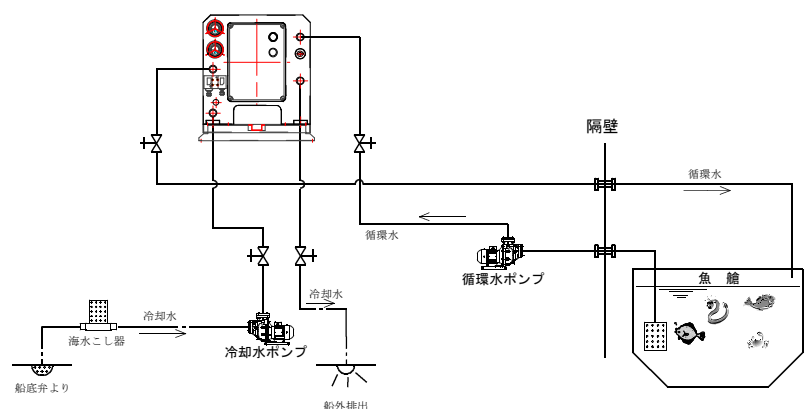 隔壁
循環水
循環水
循環水ポンプ
魚 艙
冷却水
冷却水
海水こし器
冷却水ポンプ
船底弁より
船外排出